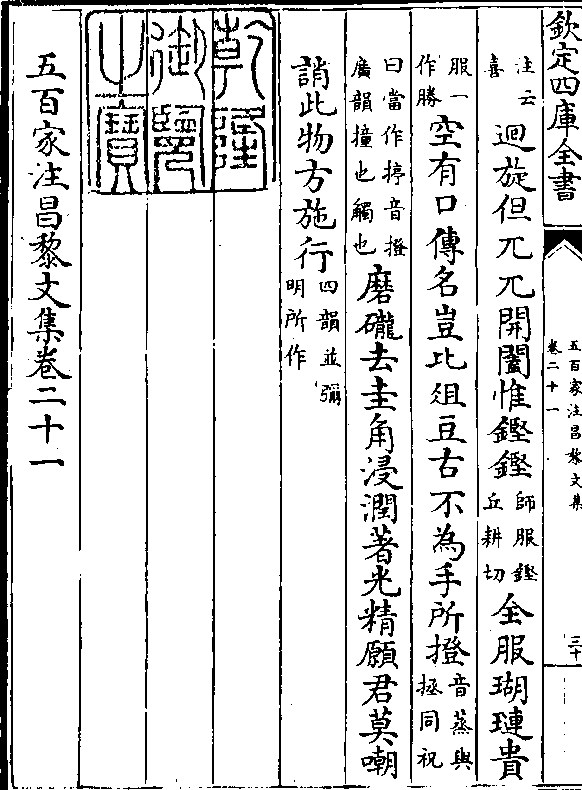 欽定四庫全書
五百家注昌黎文集
卷二十一
三十
注云
喜
迴旋但兀兀開闔惟鏗鏗
師服鏗
丘耕切
全服瑚璉貴
服一
作勝
空有口傳名豈比俎豆古不為手所撜
音蒸與
拯同祝
曰當作音
廣韻撞也觸也
磨礲去圭角浸潤著光精願君莫嘲
誚此物方施行
四韻並彌
明所作
乾隆御覽之寶
五百家注昌黎文集卷二十一